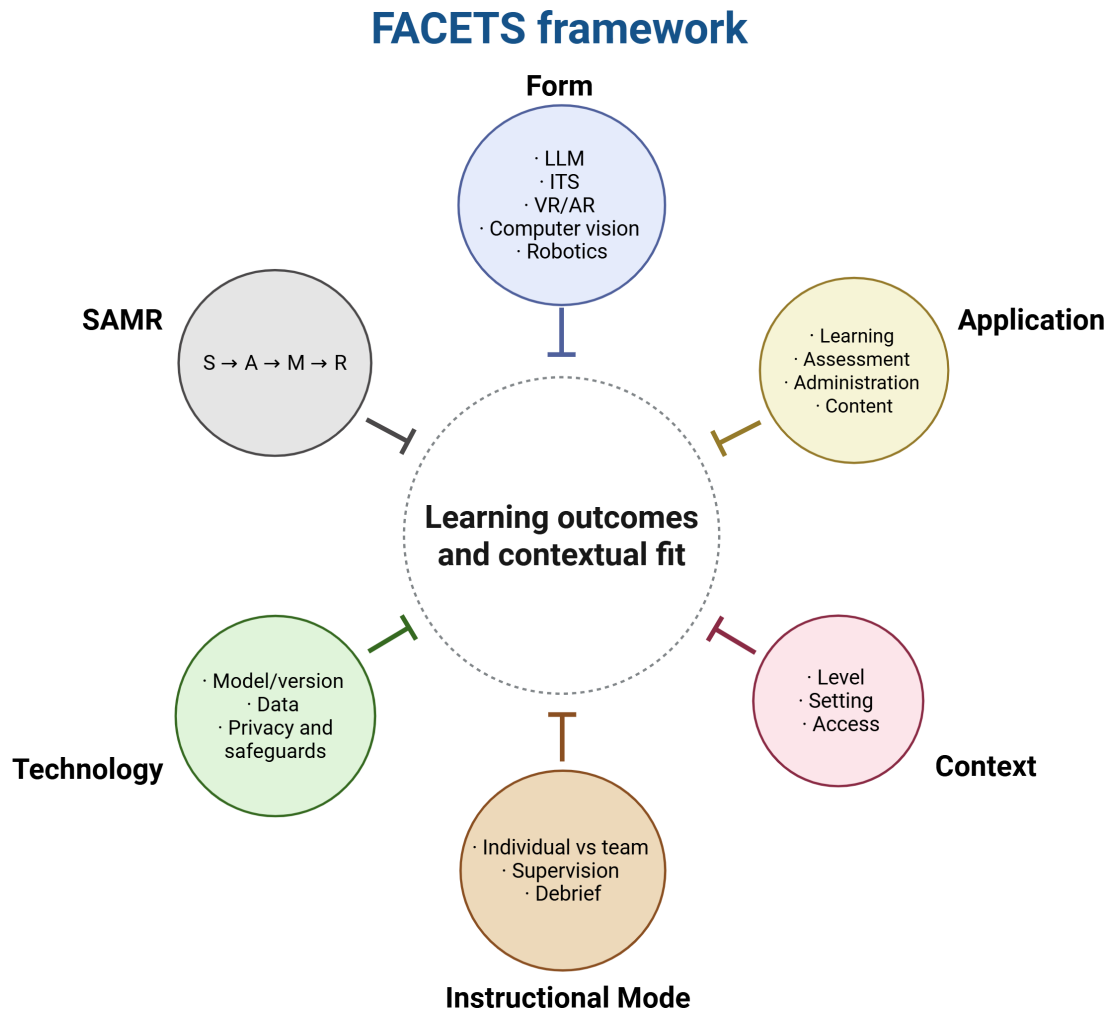 FACETS framework
Form
· LLM
· ITS
· VR/AR
· Computer vision
· Robotics
SAMR
S → A → M → R
Application
· Learning
· Assessment
· Administration
· Content
Learning outcomes
and contextual fit
Technology
· Model/version
· Data
· Privacy and
safeguards
Context
· Level
· Setting
· Access
· Individual vs team
· Supervision
· Debrief
Instructional Mode